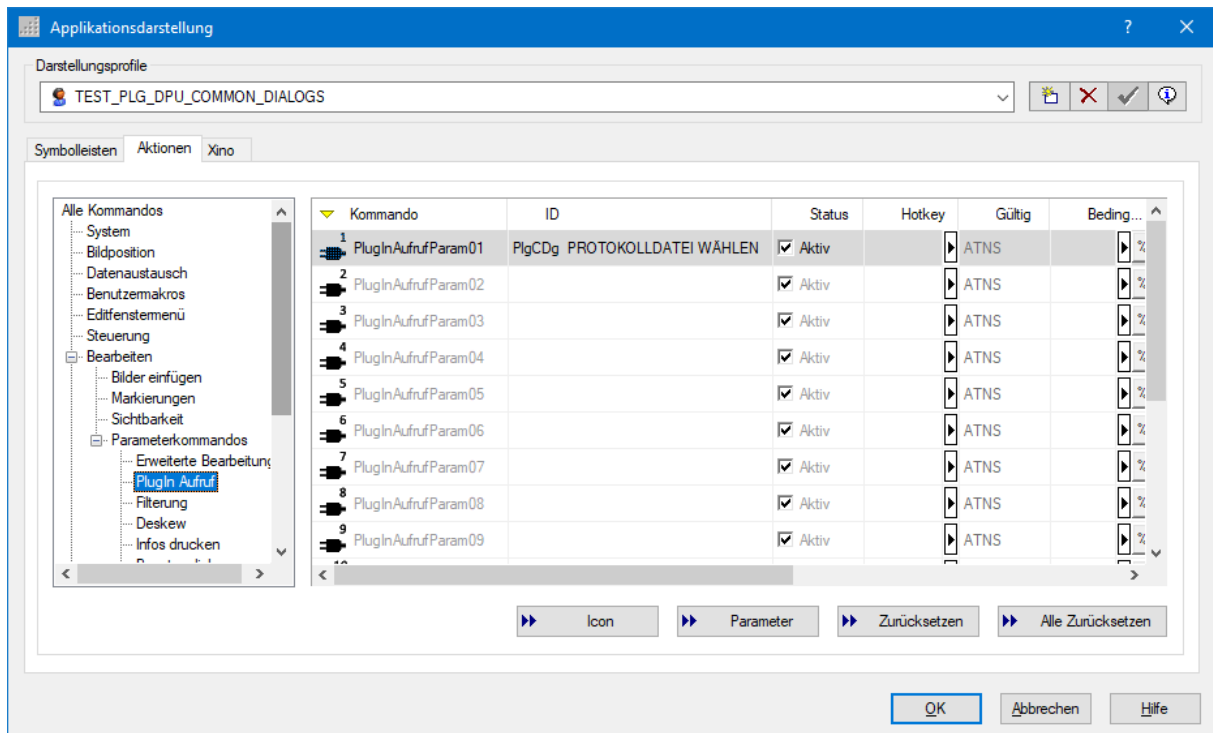 Applikationsdarstellung
Darstellungsprofile
TEST_PLG_DPU_COMMON_DIALOGS
Symbolleisten Aktionen Xino
Alle Kommandos
System
Bildposition
Datenaustausch
Benutzermakros
Editfenstermenü
Steuerung
Bearbeiten
Bilder einfügen
Markierungen
Sichtbarkeit
Parameterkommandos
Erweiterte Bearbeitung
PlugIn Aufruf
Filterung
Deskew
Infos drucken
Kommando ID Status Hotkey Gültig Beding...
1 PlugInAufrufParam01 PlgCDg PROTOKOLLDATEI WÄHLEN Aktiv ATNS %
2 PlugInAufrufParam02 Aktiv ATNS %
3 PlugInAufrufParam03 Aktiv ATNS %
4 PlugInAufrufParam04 Aktiv ATNS %
5 PlugInAufrufParam05 Aktiv ATNS %
6 PlugInAufrufParam06 Aktiv ATNS %
7 PlugInAufrufParam07 Aktiv ATNS %
8 PlugInAufrufParam08 Aktiv ATNS %
9 PlugInAufrufParam09 Aktiv ATNS %
Icon Parameter Zurücksetzen Alle Zurücksetzen
OK Abbrechen Hilfe